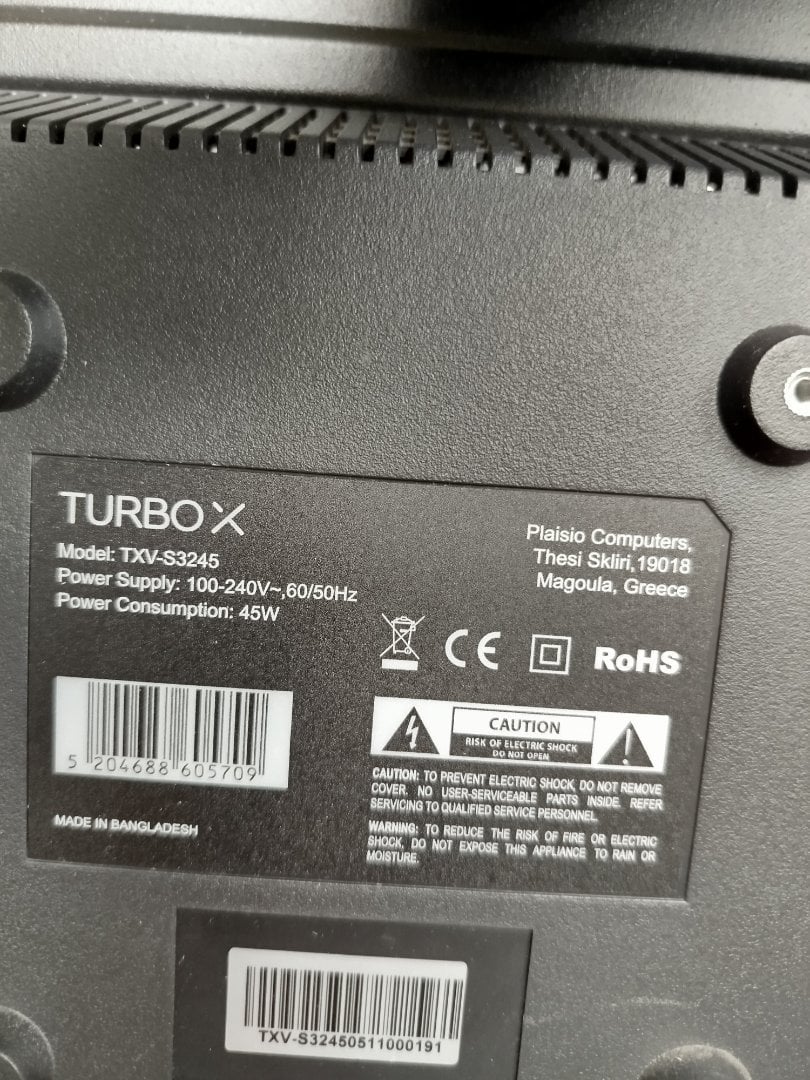 TURBO X
Model: TXV-S3245
Power Supply: 100-240V~,60/50Hz
Power Consumption: 45W
Plaisio Computers,
Thesi Skliri,19018
Magoula, Greece
CE
RoHS
5 204688 605709
CAUTION
RISK OF ELECTRIC SHOCK
DO NOT OPEN
CAUTION: TO PREVENT ELECTRIC SHOCK, DO NOT REMOVE
COVER. NO USER-SERVICEABLE PARTS INSIDE. REFER
SERVICING TO QUALIFIED SERVICE PERSONNEL.
WARNING: TO REDUCE THE RISK OF FIRE OR ELECTRIC
SHOCK, DO NOT EXPOSE THIS APPLIANCE TO RAIN OR
MOISTURE.
MADE IN BANGLADESH
TXV-S32450511000191